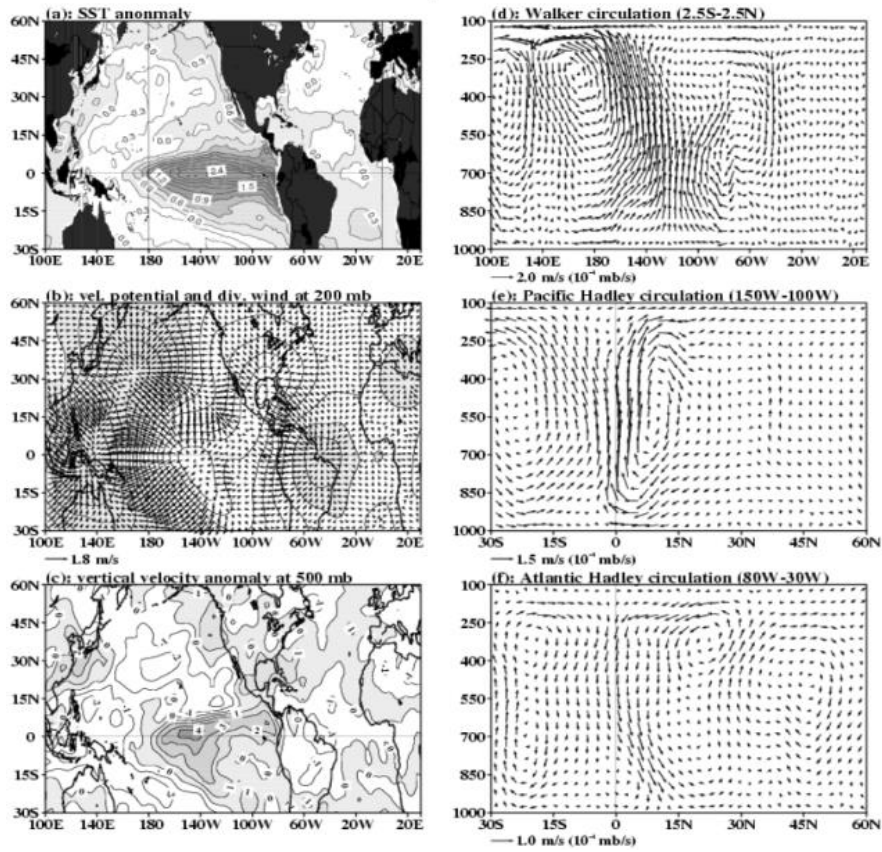 (a): SST anonmaly
60N
45N
30N
15N
0
15S
30S
100E 140E 180 140W 100W 60W 20W 20E
0.3
0.0
2.4
1.5
0.9
(b): vel. potential and div. wind at 200 mb
60N
45N
30N
15N
0
15S
30S
100E 140E 180 140W 100W 60W 20W 20E
1.8 m/s
(c): vertical velocity anomaly at 500 mb
60N
45N
30N
15N
0
15S
30S
100E 140E 180 140W 100W 60W 20W 20E
(d): Walker circulation (2.5S-2.5N)
100
250
400
550
700
850
1000
100E 140E 180 140W 100W 60W 20W 20E
2.0 m/s (10⁻⁴ mb/s)
(e): Pacific Hadley circulation (150W-100W)
100
250
400
550
700
850
1000
30S 15S 0 15N 30N 45N 60N
1.5 m/s (10⁻⁴ mb/s)
(f): Atlantic Hadley circulation (80W-30W)
100
250
400
550
700
850
1000
30S 15S 0 15N 30N 45N 60N
1.0 m/s (10⁻⁴ mb/s)